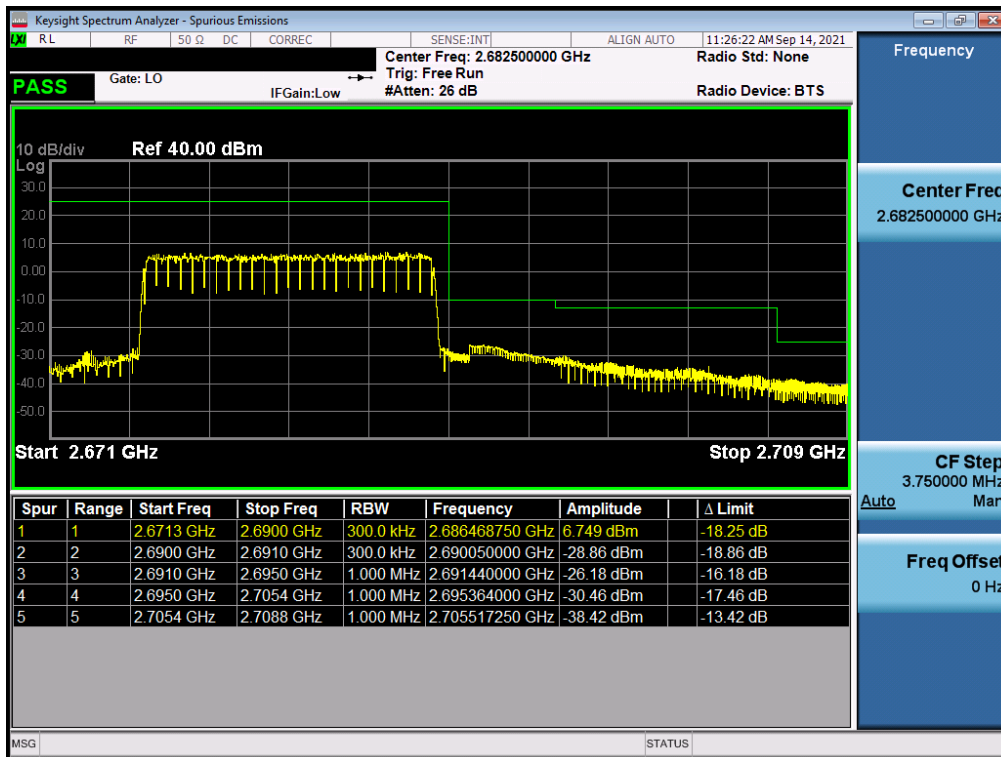 Keysight Spectrum Analyzer - Spurious Emissions
LXI RL RF 50 Ω DC CORREC SENSE:INT ALIGN AUTO 11:26:22 AM Sep 14, 2021
Center Freq: 2.682500000 GHz Radio Std: None
PASS Gate: LO Trig: Free Run
IFGain:Low #Atten: 26 dB Radio Device: BTS
10 dB/div Ref 40.00 dBm
Log
30.0
20.0
10.0
0.00
-10.0
-20.0
-30.0
-40.0
-50.0
Start 2.671 GHz Stop 2.709 GHz
Spur Range Start Freq Stop Freq RBW Frequency Amplitude Δ Limit
1 1 2.6713 GHz 2.6900 GHz 300.0 kHz 2.686468750 GHz 6.749 dBm -18.25 dB
2 2 2.6900 GHz 2.6910 GHz 300.0 kHz 2.690050000 GHz -28.86 dBm -18.86 dB
3 3 2.6910 GHz 2.6950 GHz 1.000 MHz 2.691440000 GHz -26.18 dBm -16.18 dB
4 4 2.6950 GHz 2.7054 GHz 1.000 MHz 2.695364000 GHz -30.46 dBm -17.46 dB
5 5 2.7054 GHz 2.7088 GHz 1.000 MHz 2.705517250 GHz -38.42 dBm -13.42 dB
MSG STATUS
Frequency
Center Freq
2.682500000 GHz
CF Step
3.750000 MHz
Auto Man
Freq Offset
0 Hz